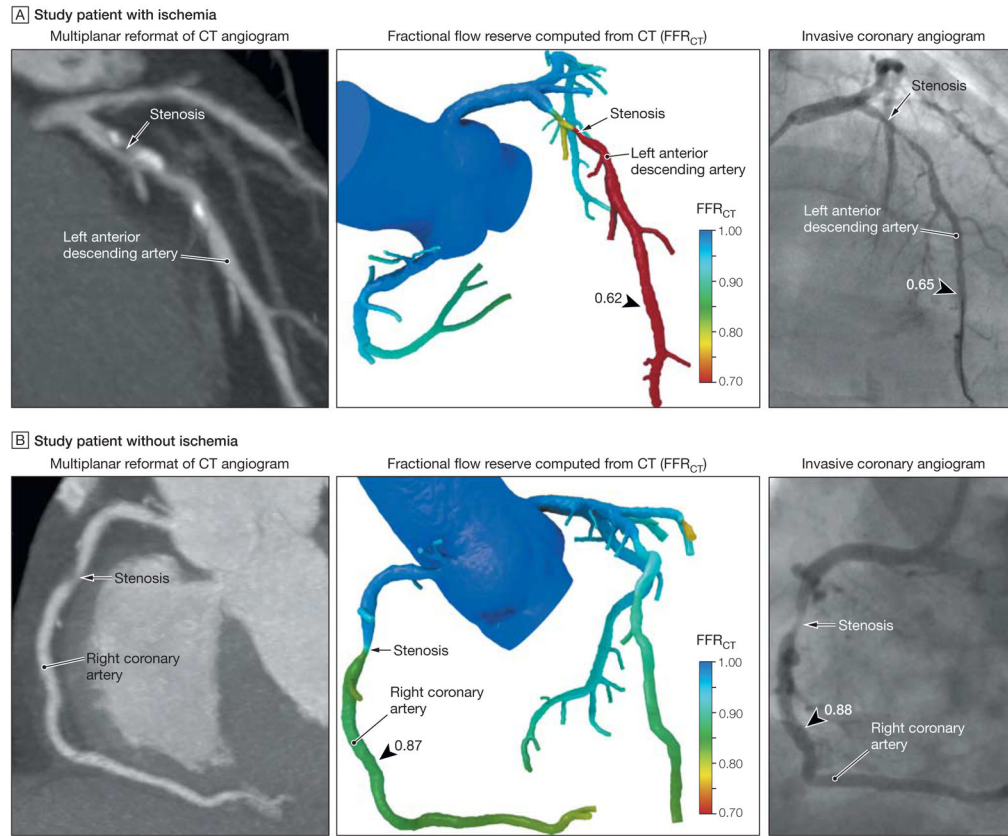 A Study patient with ischemia
Multiplanar reformat of CT angiogram
Stenosis
Left anterior
descending artery
Fractional flow reserve computed from CT (FFRCT)
Stenosis
Left anterior
descending artery
FFRCT
1.00
0.90
0.80
0.70
0.62
Invasive coronary angiogram
Stenosis
Left anterior
descending artery
0.65
B Study patient without ischemia
Multiplanar reformat of CT angiogram
Stenosis
Right coronary
artery
Fractional flow reserve computed from CT (FFRCT)
Stenosis
Right coronary
artery
0.87
FFRCT
1.00
0.90
0.80
0.70
Invasive coronary angiogram
Stenosis
0.88
Right coronary
artery